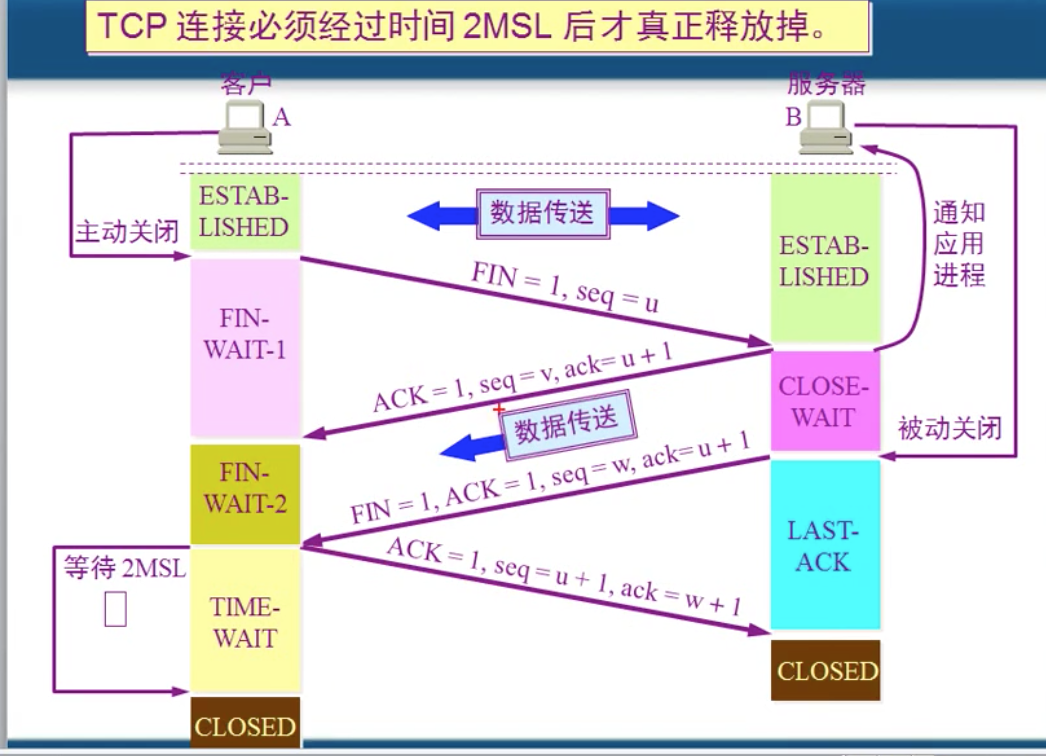 TCP 连接必须经过时间 2MSL 后才真正释放掉。
客户
服务器
A
B
ESTAB-
LISHED
数据传送
通知
应用
进程
主动关闭
ESTAB-
LISHED
FIN = 1, seq = u
FIN-
WAIT-1
ACK = 1, seq = v, ack= u + 1
CLOSE-
WAIT
数据传送
被动关闭
FIN-
WAIT-2
FIN = 1, ACK = 1, seq = w, ack= u + 1
LAST-
ACK
等待 2MSL
ACK = 1, seq = u + 1, ack = w + 1
TIME-
WAIT
CLOSED
CLOSED